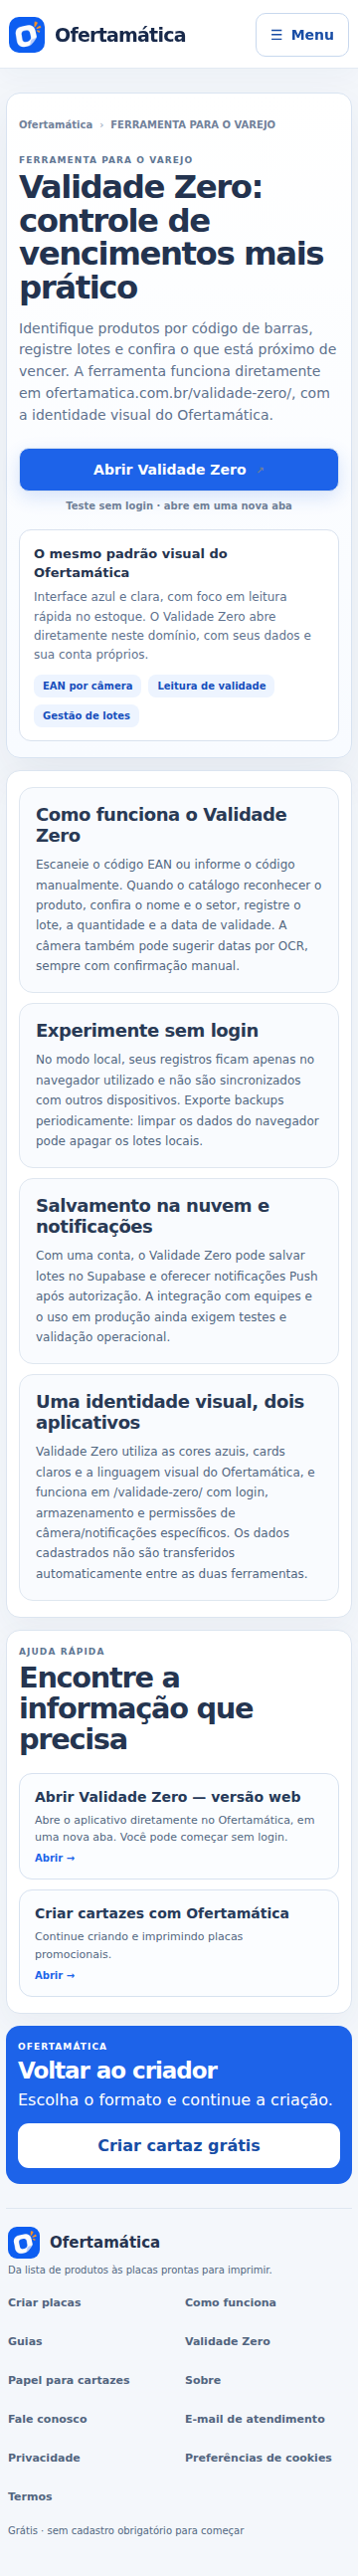 Ofertamática
☰ Menu
Ofertamática › FERRAMENTA PARA O VAREJO
FERRAMENTA PARA O VAREJO
Validade Zero:
controle de
vencimentos mais
prático
Identifique produtos por código de barras,
registre lotes e confira o que está próximo de
vencer. A ferramenta funciona diretamente
em ofertamatica.com.br/validade-zero/, com
a identidade visual do Ofertamática.
Abrir Validade Zero ↗
Teste sem login · abre em uma nova aba
O mesmo padrão visual do
Ofertamática
Interface azul e clara, com foco em leitura
rápida no estoque. O Validade Zero abre
diretamente neste domínio, com seus dados e
sua conta próprios.
EAN por câmera
Leitura de validade
Gestão de lotes
Como funciona o Validade
Zero
Escaneie o código EAN ou informe o código
manualmente. Quando o catálogo reconhecer o
produto, confira o nome e o setor, registre o
lote, a quantidade e a data de validade. A
câmera também pode sugerir datas por OCR,
sempre com confirmação manual.
Experimente sem login
No modo local, seus registros ficam apenas no
navegador utilizado e não são sincronizados
com outros dispositivos. Exporte backups
periodicamente: limpar os dados do navegador
pode apagar os lotes locais.
Salvamento na nuvem e
notificações
Com uma conta, o Validade Zero pode salvar
lotes no Supabase e oferecer notificações Push
após autorização. A integração com equipes e
o uso em produção ainda exigem testes e
validação operacional.
Uma identidade visual, dois
aplicativos
Validade Zero utiliza as cores azuis, cards
claros e a linguagem visual do Ofertamática, e
funciona em /validade-zero/ com login,
armazenamento e permissões de
câmera/notificações específicos. Os dados
cadastrados não são transferidos
automaticamente entre as duas ferramentas.
AJUDA RÁPIDA
Encontre a
informação que
precisa
Abrir Validade Zero — versão web
Abre o aplicativo diretamente no Ofertamática, em
uma nova aba. Você pode começar sem login.
Abrir →
Criar cartazes com Ofertamática
Continue criando e imprimindo placas
promocionais.
Abrir →
OFERTAMÁTICA
Voltar ao criador
Escolha o formato e continue a criação.
Criar cartaz grátis
Ofertamática
Da lista de produtos às placas prontas para imprimir.
Criar placas
Como funciona
Guias
Validade Zero
Papel para cartazes
Sobre
Fale conosco
E-mail de atendimento
Privacidade
Preferências de cookies
Termos
Grátis · sem cadastro obrigatório para começar